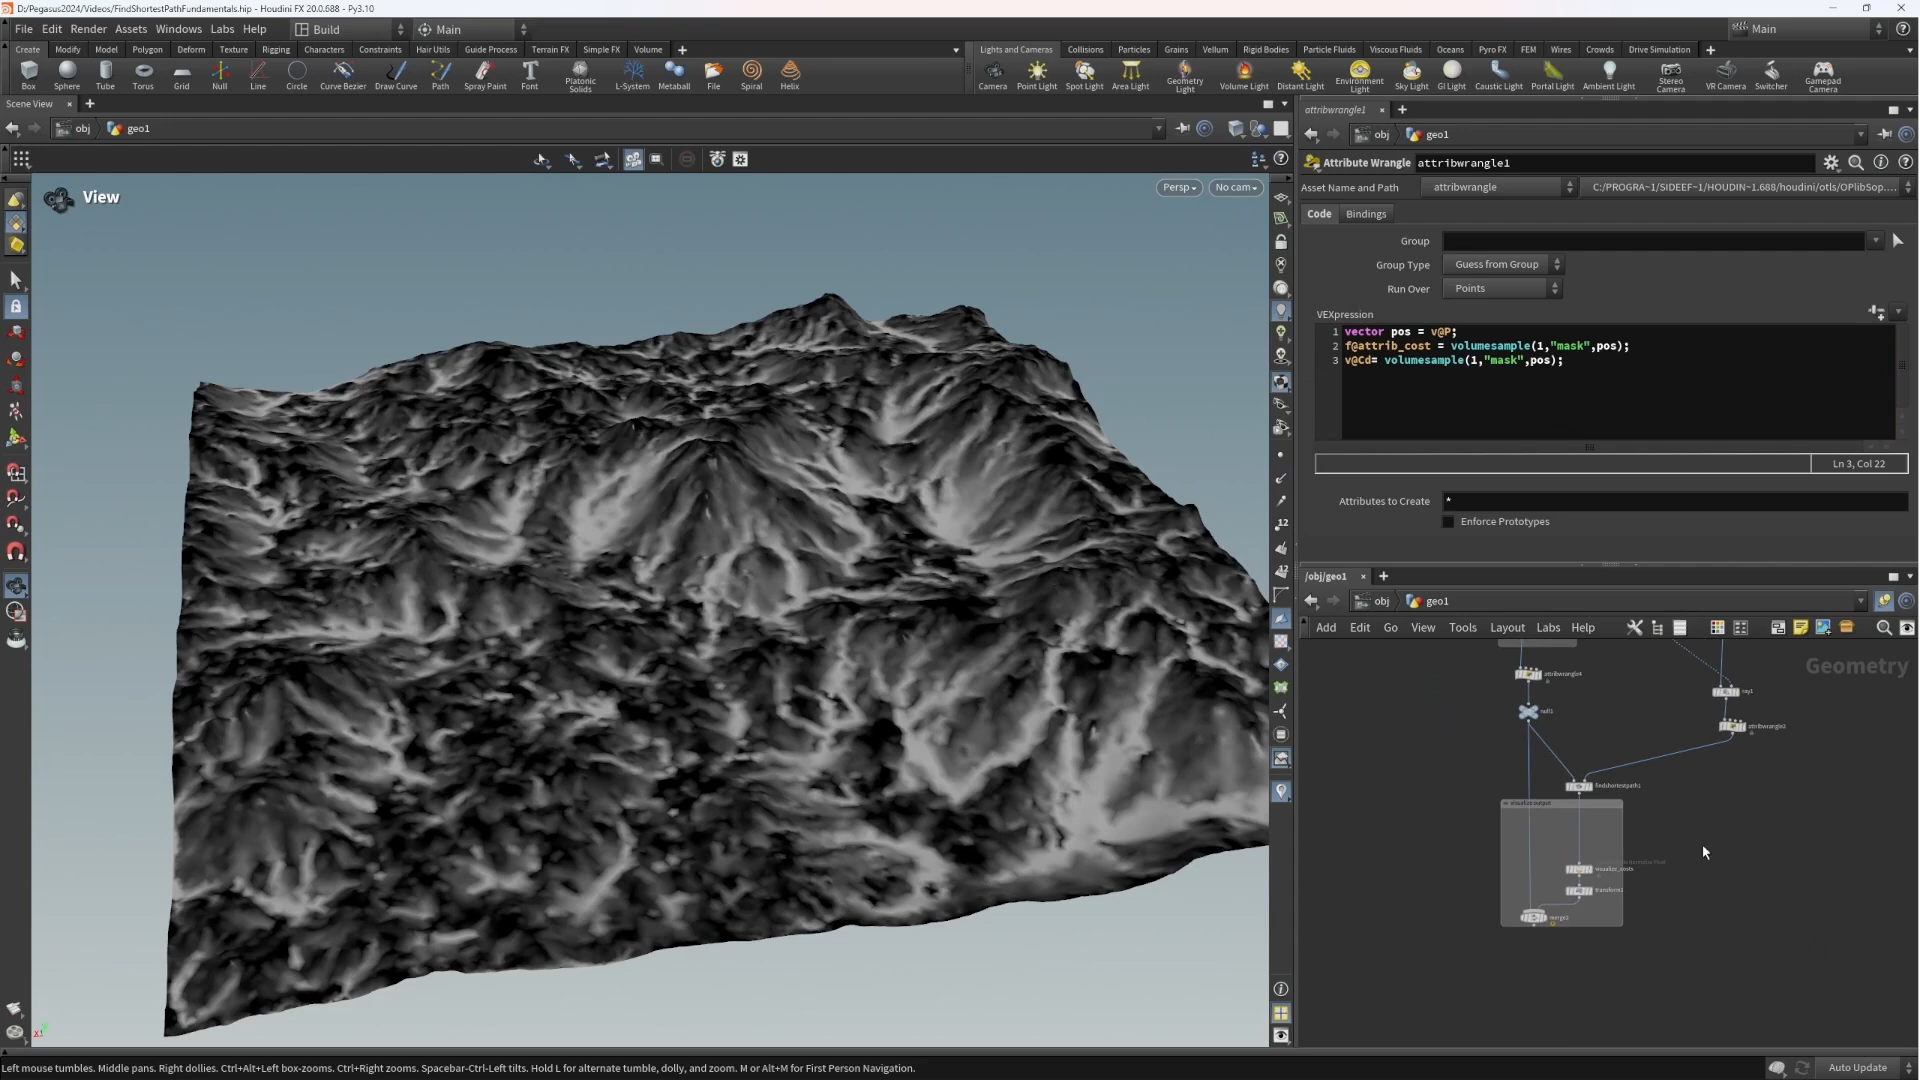 D:/Pegasus2024/Videos/FindShortestPathFundamentals.hip - Houdini FX 20.0.688 - Py3.10
File Edit Render Assets Windows Labs Help Build Main Main
Create Modify Model Polygon Deform Texture Rigging Characters Constraints Hair Utils Guide Process Terrain FX Simple FX Volume
Lights and Cameras Collisions Particles Grains Vellum Rigid Bodies Particle Fluids Viscous Fluids Oceans Pyro FX FEM Wires Crowds Drive Simulation
Box Sphere Tube Torus Grid Null Line Circle Curve Bezier Draw Curve Path Spray Paint Font Platonic Solids L-System Metaball File Spiral Helix
Camera Point Light Spot Light Area Light Geometry Light Volume Light Distant Light Environment Light Sky Light GI Light Caustic Light Portal Light Ambient Light Stereo Camera VR Camera Switcher Gamepad Camera
Scene View
obj geo1
View
Persp
No cam
12
12
attribwrangle1
obj geo1
Attribute Wrangle attribwrangle1
Asset Name and Path attribwrangle C:/PROGRA~1/SIDEEF~1/HOUDIN~1.688/houdini/otls/OPlibSop....
Code Bindings
Group
Group Type Guess from Group
Run Over Points
VEXpression
1 vector pos = v@P;
2 f@attrib_cost = volumesample(1,"mask",pos);
3 v@Cd= volumesample(1,"mask",pos);
Ln 3, Col 22
Attributes to Create *
Enforce Prototypes
/obj/geo1
obj geo1
Add Edit Go View Tools Layout Labs Help
Geometry
attribwrangle4
ray1
null1
findshortestpath1
visualize output
visualize_costs
transform1
merge2
Left mouse tumbles. Middle pans. Right dollies. Ctrl+Alt+Left box-zooms. Ctrl+Right zooms. Spacebar-Ctrl-Left tilts. Hold L for alternate tumble, dolly, and zoom. M or Alt+M for First Person Navigation.
Auto Update